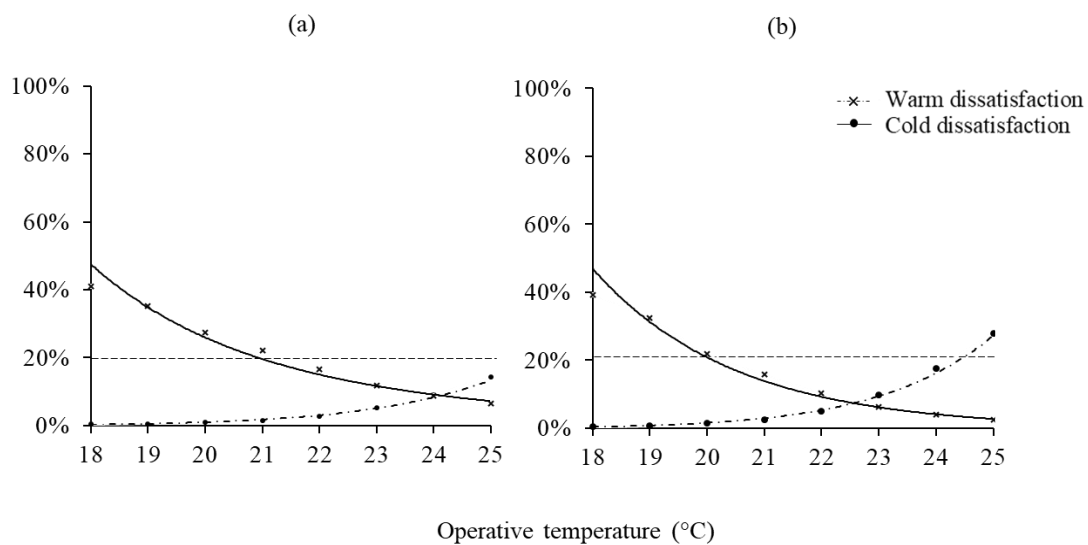 (a)
(b)
100%
80%
60%
40%
20%
0%
18 19 20 21 22 23 24 25
100%
80%
60%
40%
20%
0%
18 19 20 21 22 23 24 25
Warm dissatisfaction
Cold dissatisfaction
Operative temperature (°C)